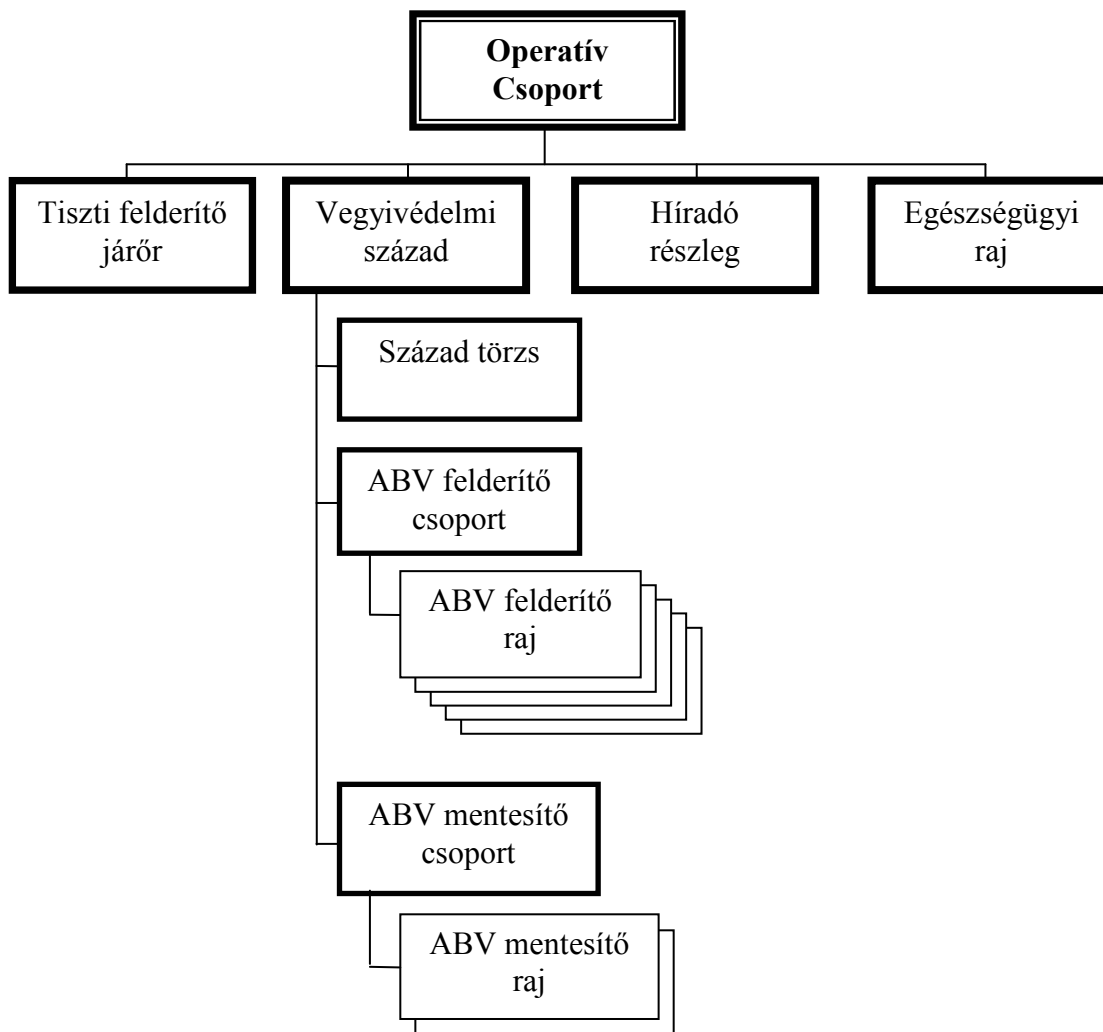 Operatív
Csoport
Tiszti felderítő
járőr
Vegyivédelmi
század
Híradó
részleg
Egészségügyi
raj
Század törzs
ABV felderítő
csoport
ABV felderítő
raj
ABV mentesítő
csoport
ABV mentesítő
raj